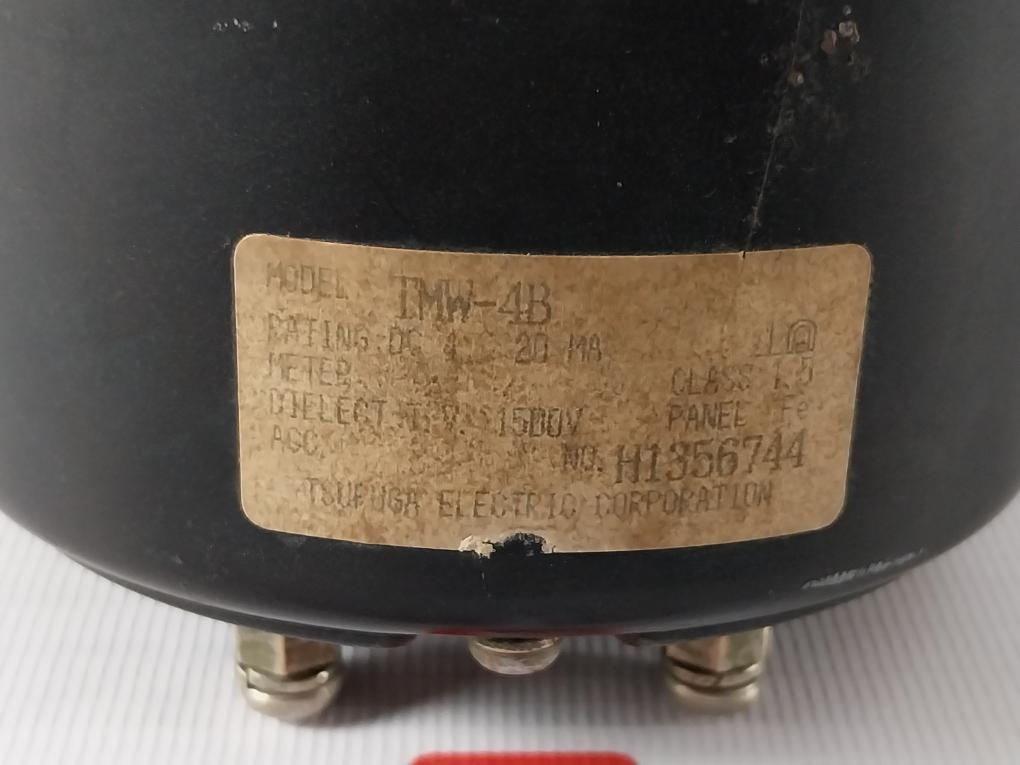 MODEL TMW-4B
RATING DC 4 20 MA
METER CLASS 1.5
DIELECT T.V. 1500V PANEL Fe
ACC. NO. H1356744
TSURUGA ELECTRIC CORPORATION